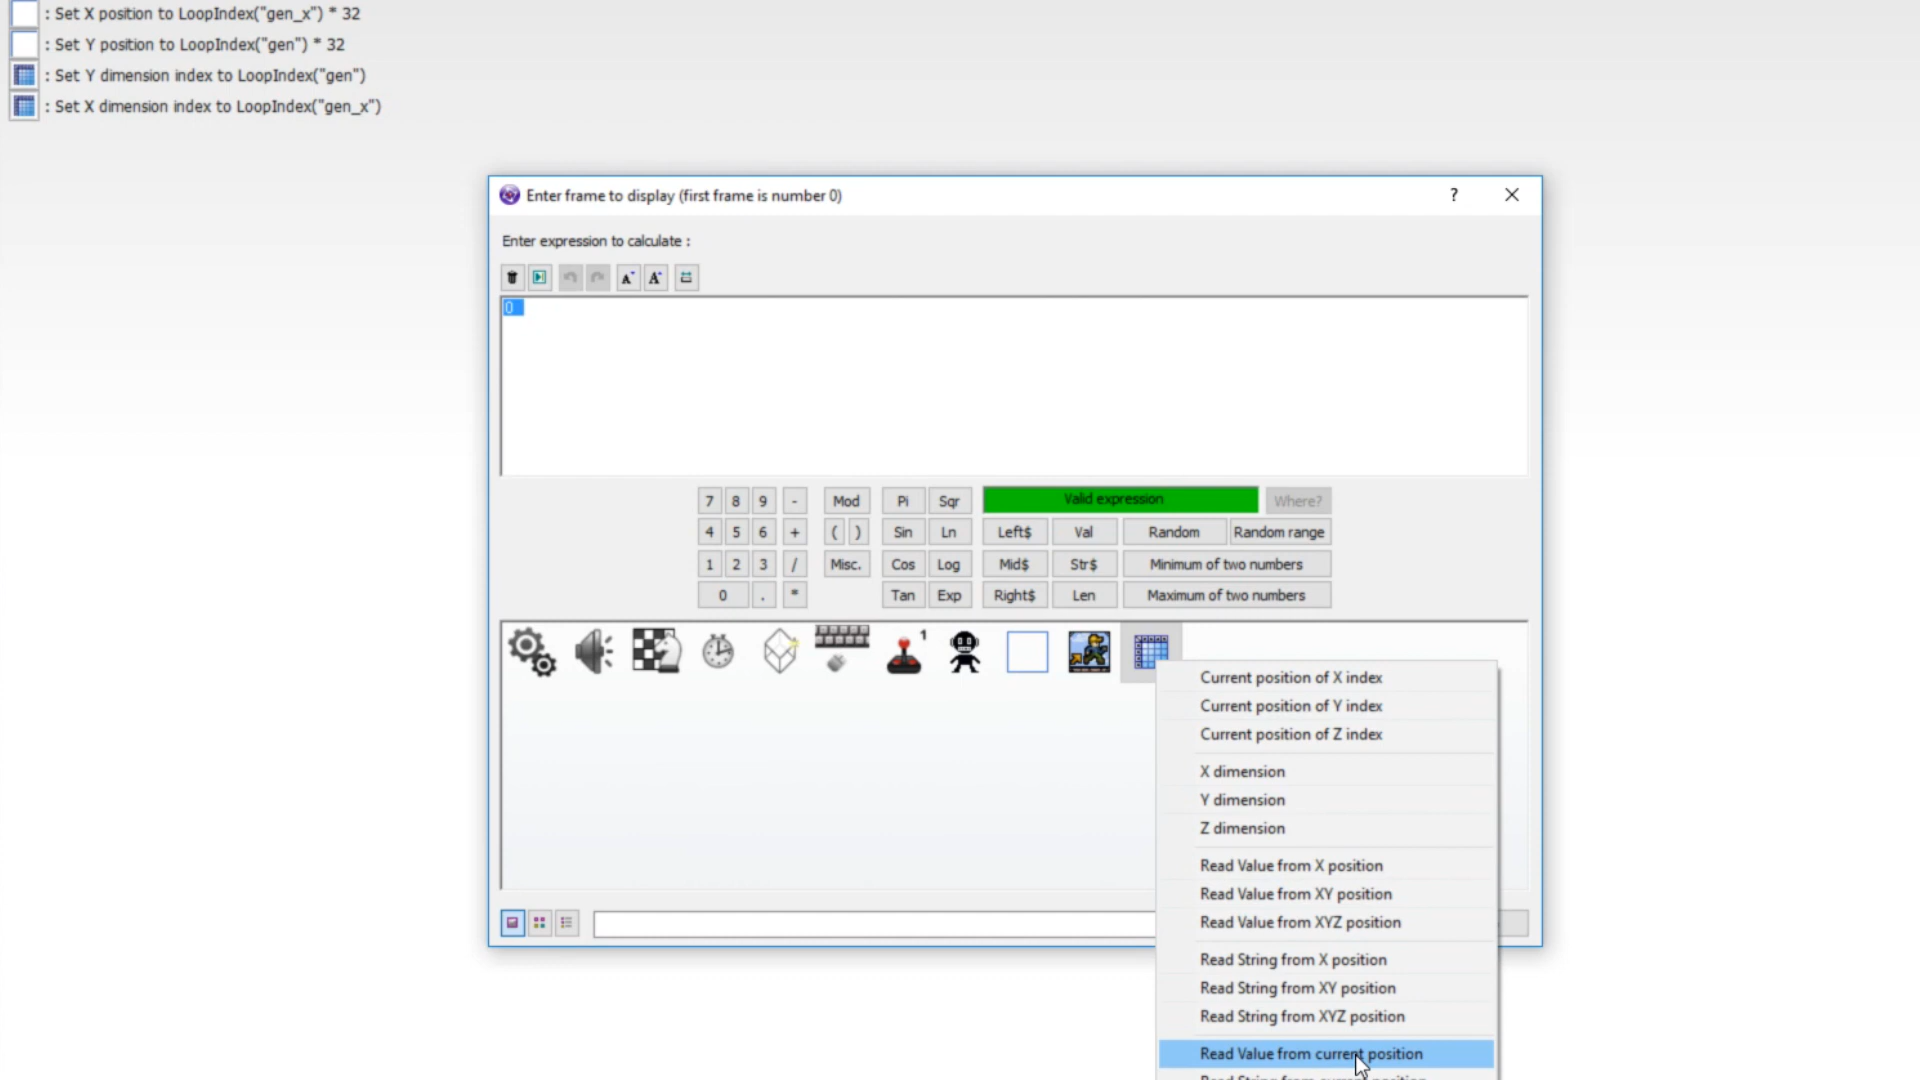 : Set X position to LoopIndex("gen_x") * 32
: Set Y position to LoopIndex("gen") * 32
: Set Y dimension index to LoopIndex("gen")
: Set X dimension index to LoopIndex("gen_x")
Enter frame to display (first frame is number 0)
?
Enter expression to calculate :
A
A
0
7 8 9 - Mod Pi Sqr Valid expression Where?
4 5 6 + ( ) Sin Ln Left$ Val Random Random range
1 2 3 / Misc. Cos Log Mid$ Str$ Minimum of two numbers
0 . * Tan Exp Right$ Len Maximum of two numbers
1
Current position of X index
Current position of Y index
Current position of Z index
X dimension
Y dimension
Z dimension
Read Value from X position
Read Value from XY position
Read Value from XYZ position
Read String from X position
Read String from XY position
Read String from XYZ position
Read Value from current position
Read String from current position